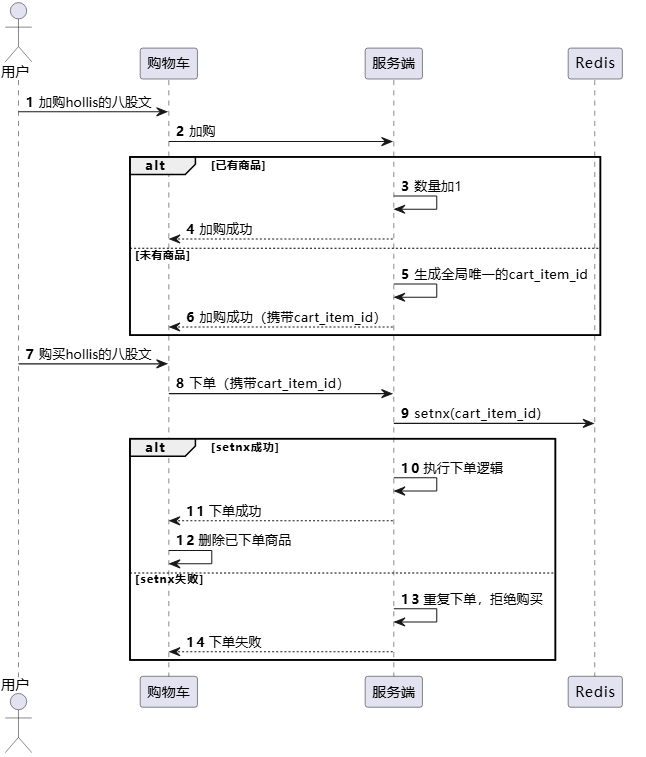 用户
购物车
服务端
Redis
1 加购hollis的八股文
2 加购
alt [已有商品]
3 数量加1
4 加购成功
[未有商品]
5 生成全局唯一的cart_item_id
6 加购成功（携带cart_item_id）
7 购买hollis的八股文
8 下单（携带cart_item_id）
9 setnx(cart_item_id)
alt [setnx成功]
10 执行下单逻辑
11 下单成功
12 删除已下单商品
[setnx失败]
13 重复下单，拒绝购买
14 下单失败
用户
购物车
服务端
Redis